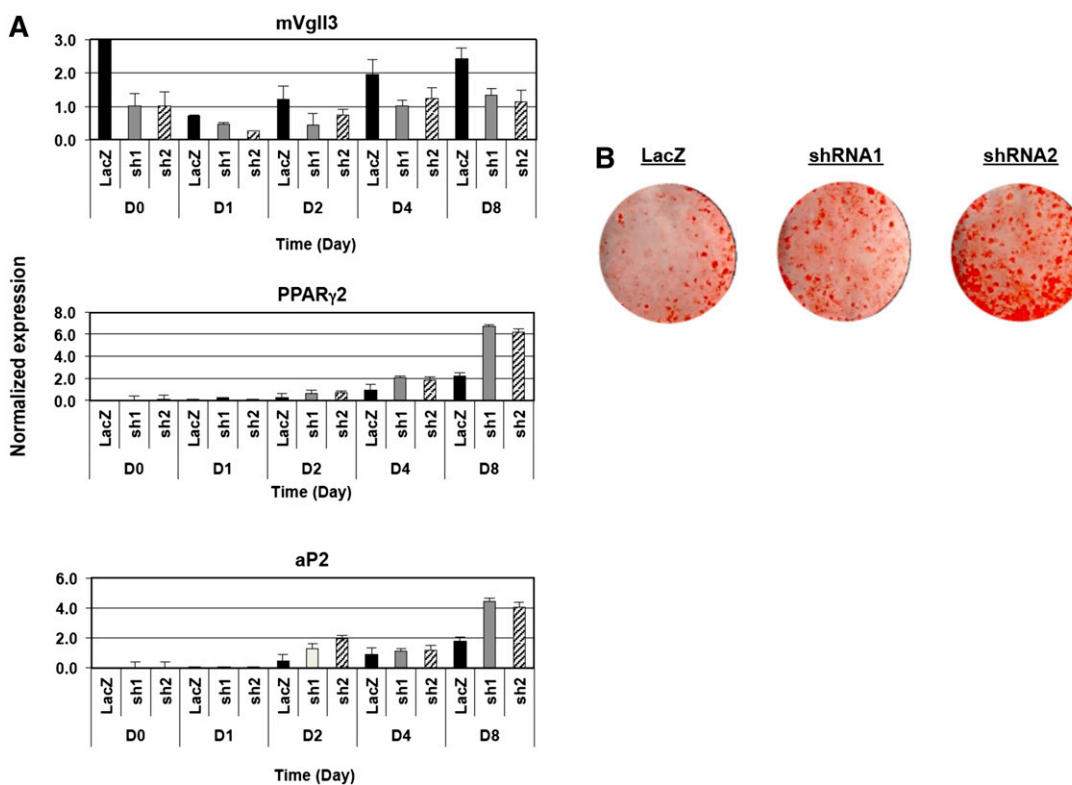 A
mVgll3
3.0
2.0
1.0
0.0
LacZ sh1 sh2 LacZ sh1 sh2 LacZ sh1 sh2 LacZ sh1 sh2 LacZ sh1 sh2
D0 D1 D2 D4 D8
Time (Day)
Normalized expression
PPARγ2
8.0
6.0
4.0
2.0
0.0
LacZ sh1 sh2 LacZ sh1 sh2 LacZ sh1 sh2 LacZ sh1 sh2 LacZ sh1 sh2
D0 D1 D2 D4 D8
Time (Day)
aP2
6.0
4.0
2.0
0.0
LacZ sh1 sh2 LacZ sh1 sh2 LacZ sh1 sh2 LacZ sh1 sh2 LacZ sh1 sh2
D0 D1 D2 D4 D8
Time (Day)
B
LacZ shRNA1 shRNA2